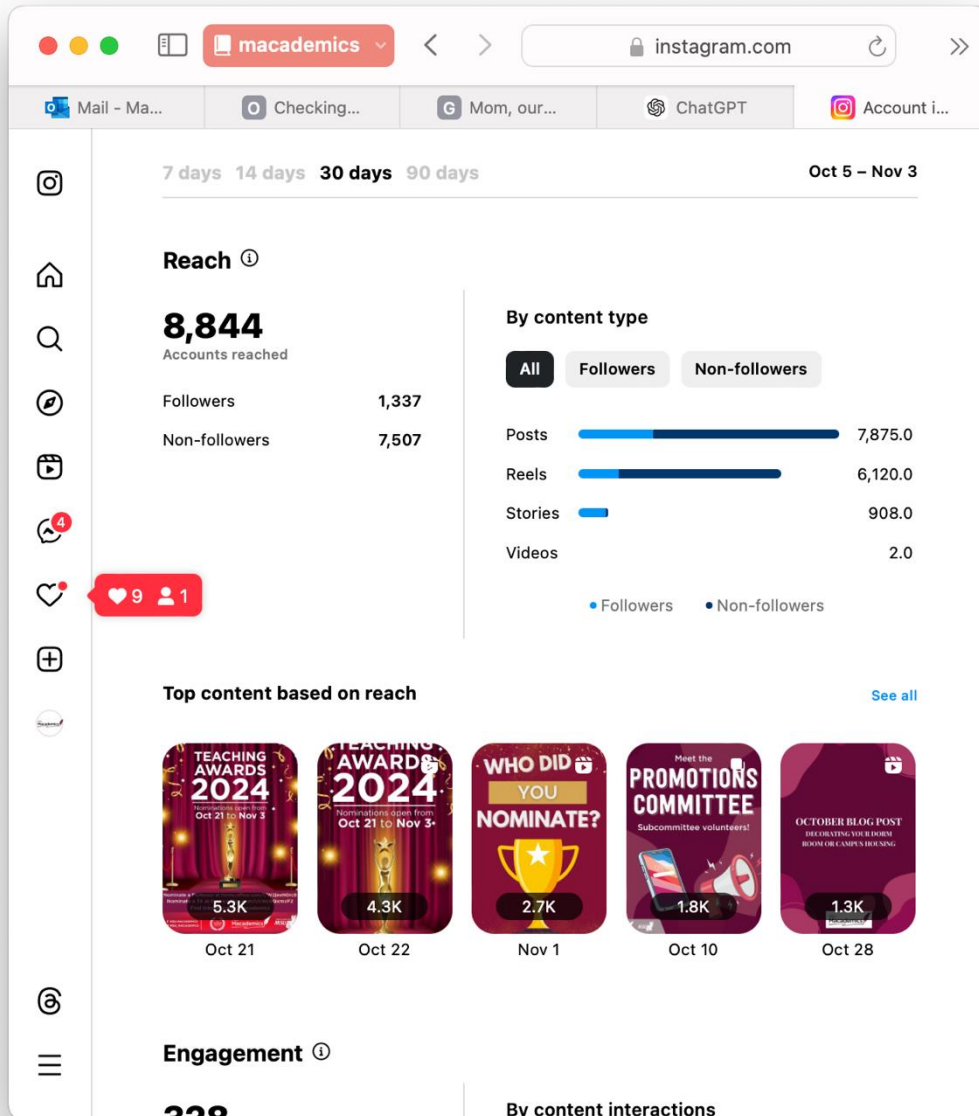 macademics
instagram.com
Mail - Ma...
Checking...
Mom, our...
ChatGPT
Account i...
7 days 14 days 30 days 90 days
Oct 5 – Nov 3
Reach
8,844
Accounts reached
Followers 1,337
Non-followers 7,507
By content type
All Followers Non-followers
Posts 7,875.0
Reels 6,120.0
Stories 908.0
Videos 2.0
Followers Non-followers
4
9 1
Top content based on reach
See all
TEACHING
AWARDS
2024
Nominations open from
Oct 21 to Nov 3
5.3K
Oct 21
TEACHING
AWARDS
2024
Nominations open from
Oct 21 to Nov 3
4.3K
Oct 22
WHO DID
YOU
NOMINATE?
2.7K
Nov 1
Meet the
PROMOTIONS
COMMITTEE
Subcommittee volunteers!
1.8K
Oct 10
OCTOBER BLOG POST
DECORATING YOUR DORM
ROOM OR CAMPUS HOUSING
1.3K
Oct 28
Engagement
328
By content interactions